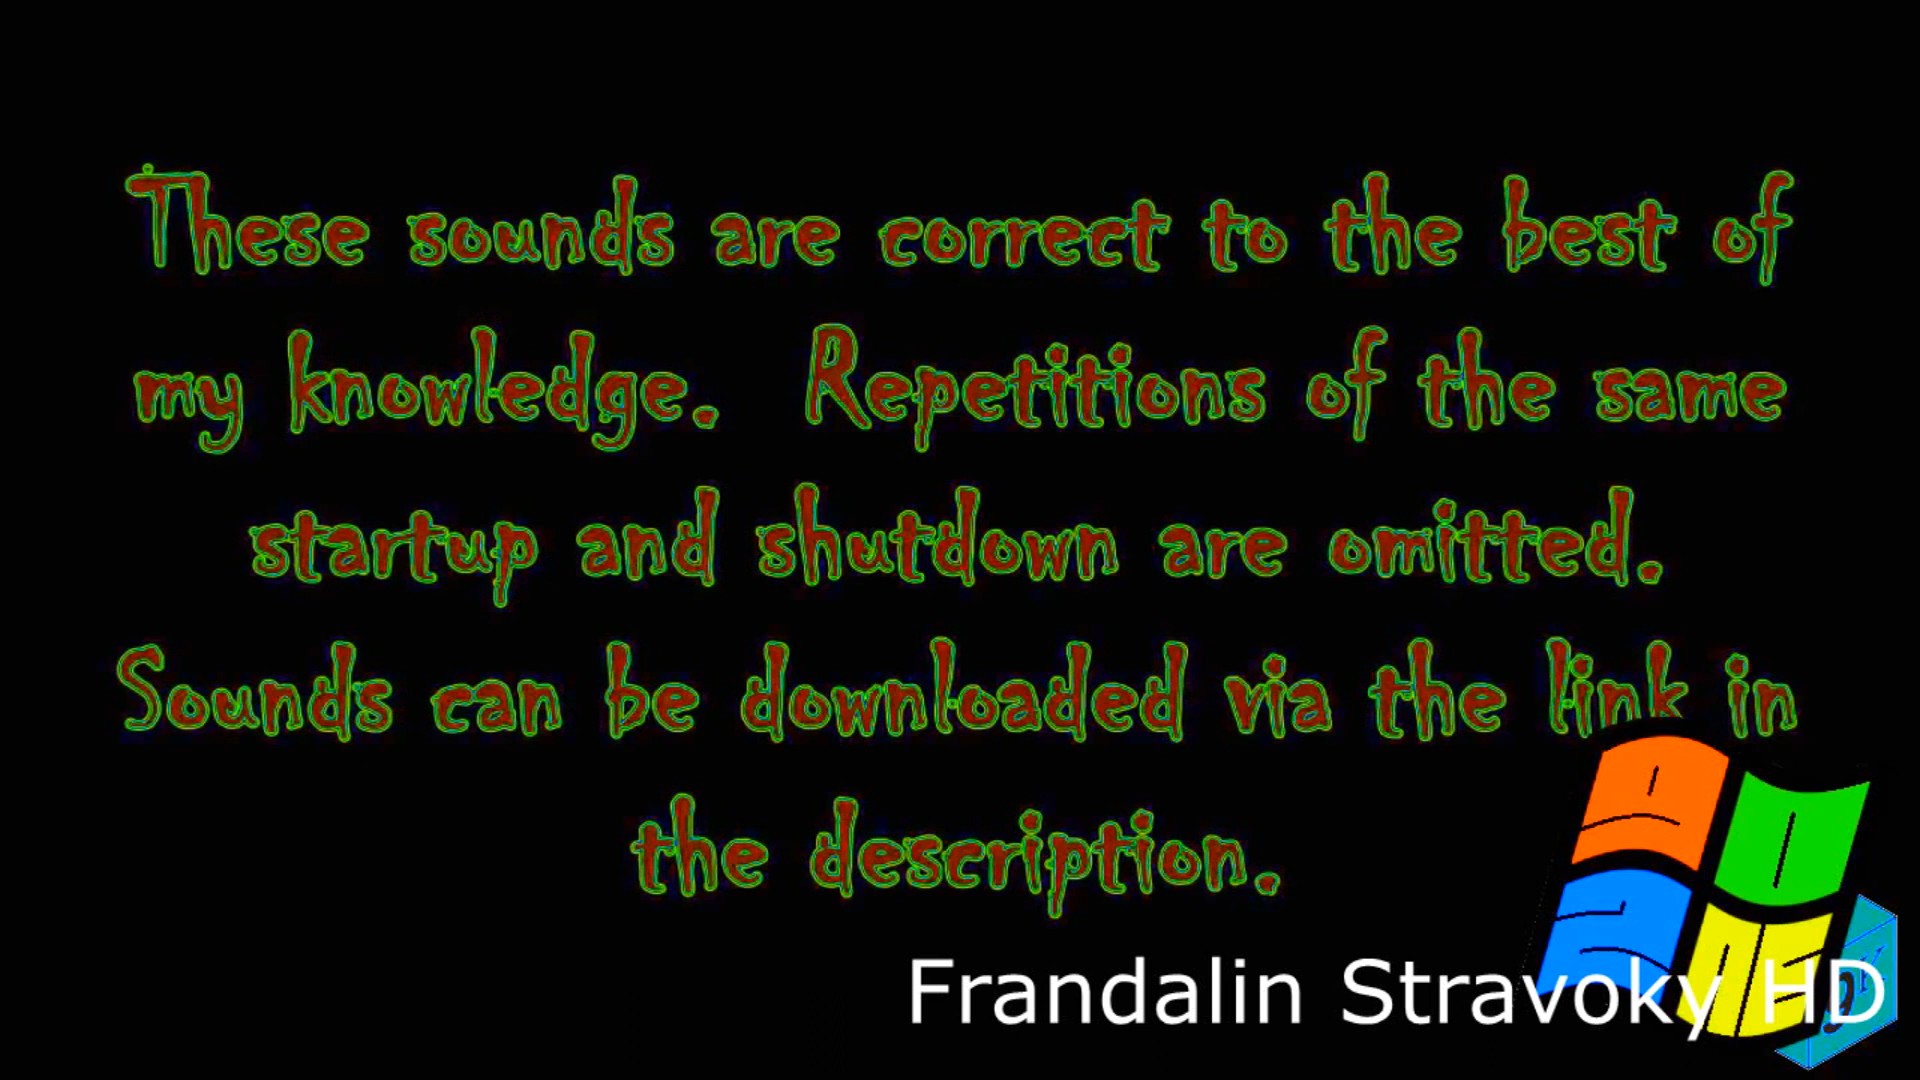 These sounds are correct to the best of
my knowledge.  Repetitions of the same
startup and shutdown are omitted.
Sounds can be downloaded via the link in
the description.
Frandalin Stravoky HD